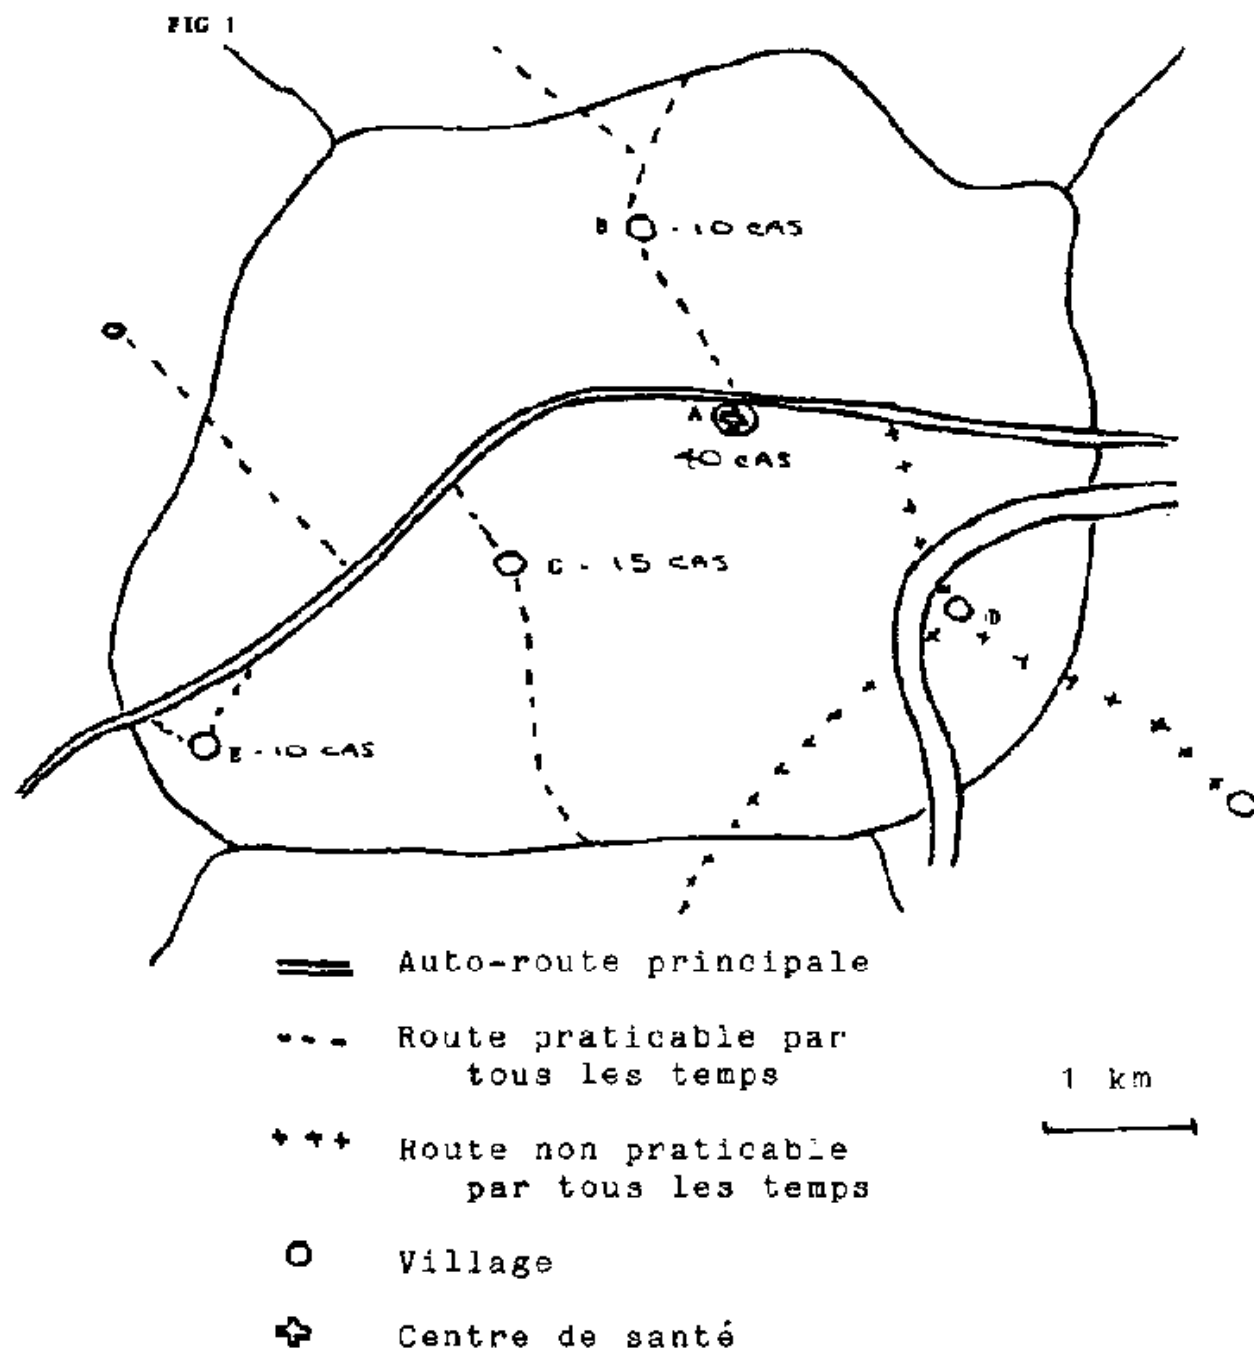 FIG 1
B - 10 CAS
A
40 CAS
C - 15 CAS
D
E - 10 CAS
Auto-route principale
Route praticable par
tous les temps
1 km
Route non praticable
par tous les temps
Village
Centre de santé